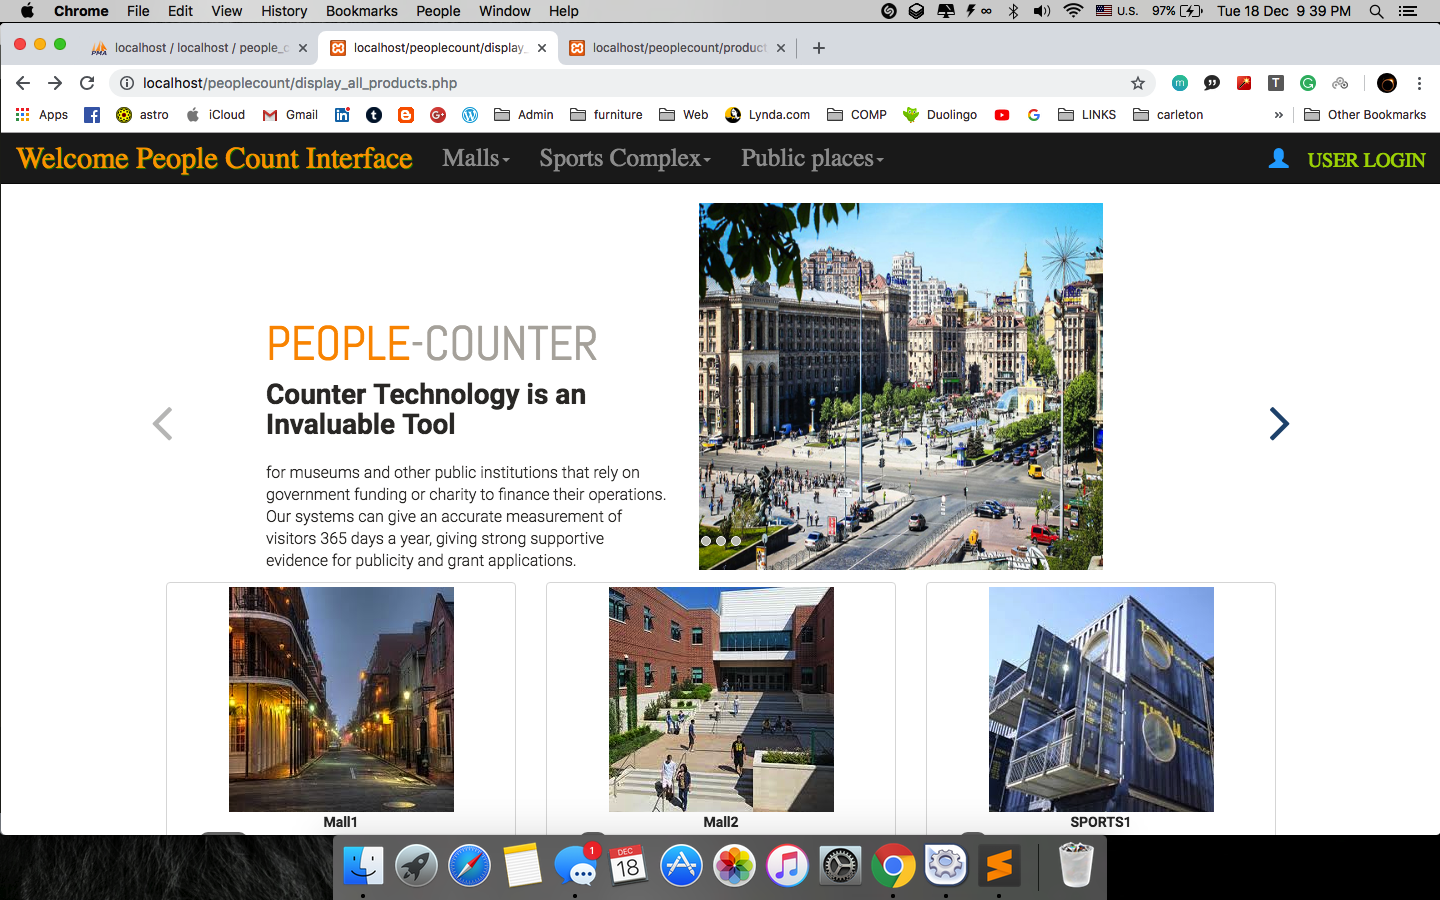 Chrome File Edit View History Bookmarks People Window Help U.S. 97% Tue 18 Dec 9 39 PM
localhost / localhost / people_c localhost/peoplecount/display_ localhost/peoplecount/product
localhost/peoplecount/display_all_products.php
Apps astro iCloud Gmail Admin furniture Web Lynda.com COMP Duolingo LINKS carleton » Other Bookmarks
Welcome People Count Interface Malls Sports Complex Public places USER LOGIN
PEOPLE-COUNTER
Counter Technology is an
Invaluable Tool
for museums and other public institutions that rely on
government funding or charity to finance their operations.
Our systems can give an accurate measurement of
visitors 365 days a year, giving strong supportive
evidence for publicity and grant applications.
Mall1 Mall2 SPORTS1
1
DEC
18